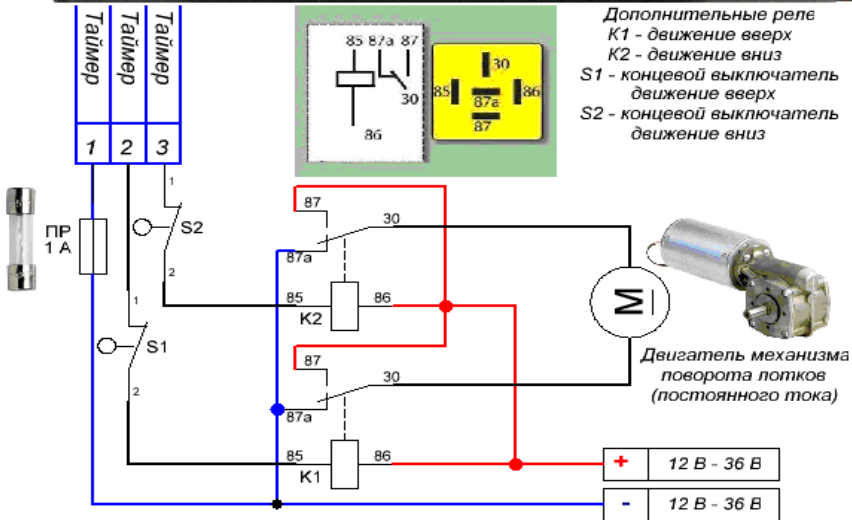 Таймер
Таймер
Таймер
1 2 3
85 87a 87
30
86
30
85
87a
86
87
Дополнительные реле
К1 - движение вверх
К2 - движение вниз
S1 - концевой выключатель
движение вверх
S2 - концевой выключатель
движение вниз
ПР
1 А
1
S2
2
1
S1
2
87
30
87a
85
86
К2
87
30
87a
85
86
К1
М
Двигатель механизма
поворота лотков
(постоянного тока)
+ 12 В - 36 В
- 12 В - 36 В